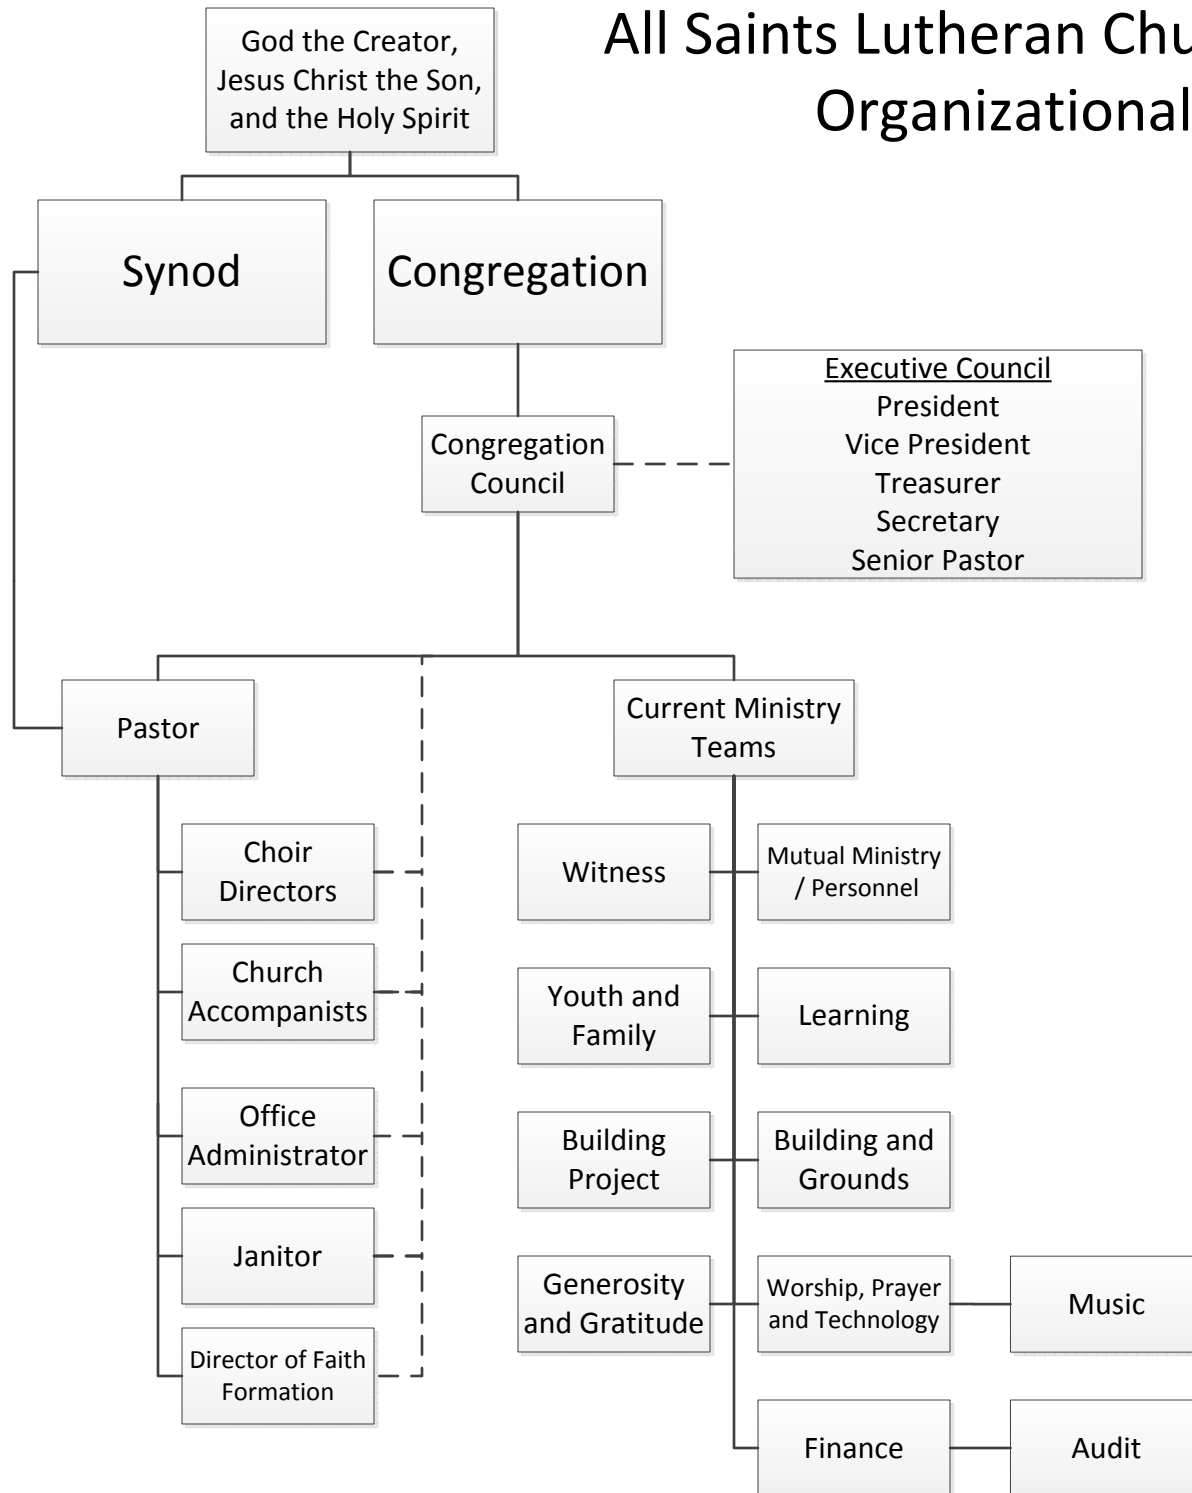 All Saints Lutheran
Organizational
God the Creator,
Jesus Christ the Son,
and the Holy Spirit
Synod
Congregation
Congregation
Council
Executive Council
President
Vice President
Treasurer
Secretary
Senior Pastor
Pastor
Current Ministry
Teams
Choir
Directors
Church
Accompanists
Office
Administrator
Janitor
Director of Faith
Formation
Witness
Mutual Ministry
/ Personnel
Youth and
Family
Learning
Building
Project
Building and
Grounds
Generosity
and Gratitude
Worship, Prayer
and Technology
Music
Finance
Audit